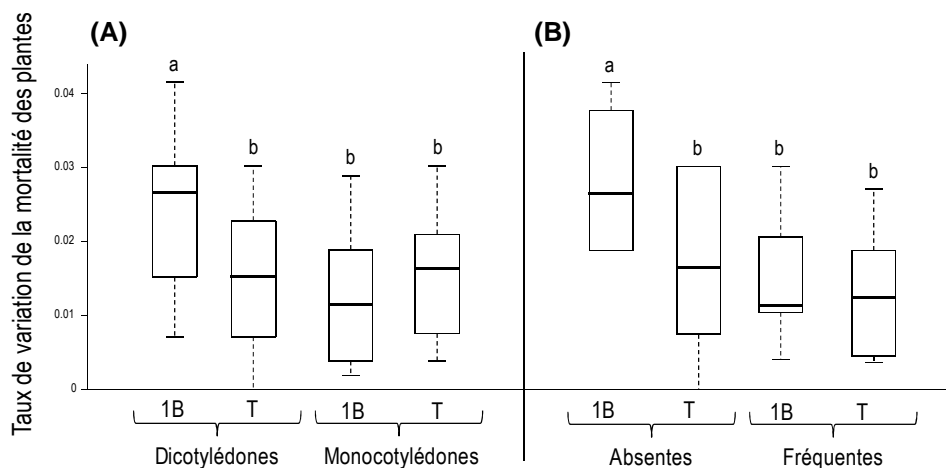 (A) (B)
Taux de variation de la mortalité des plantes
a a
0.04
b b b b b b
0.03
0.02
0.01
0
1B T 1B T 1B T 1B T
Dicotylédones Monocotylédones Absentes Fréquentes